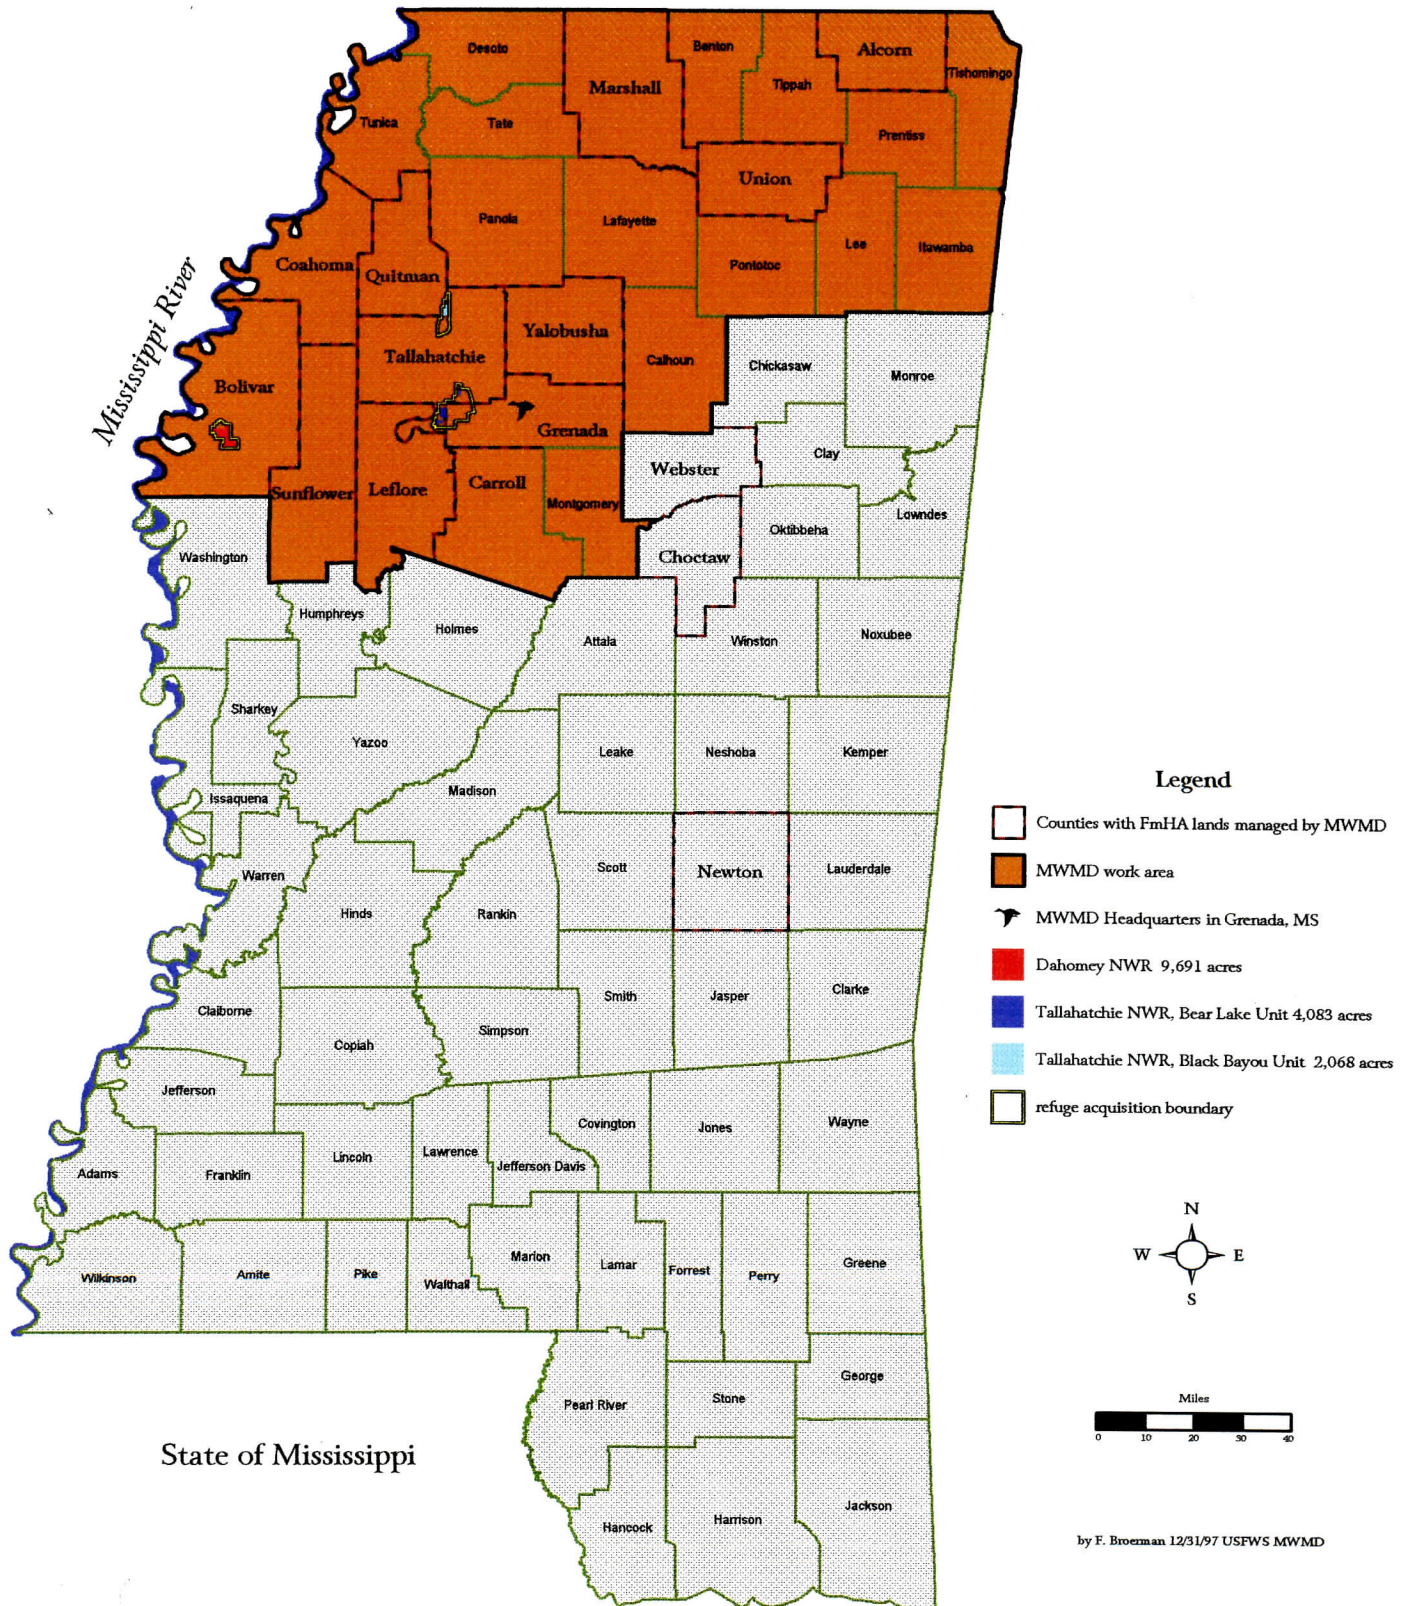 Desoto
Benton
Alcorn
Tishomingo
Marshall
Tippah
Tunica
Tate
Prentiss
Union
Panola
Lafayette
Lee
Itawamba
Pontotoc
Coahoma
Quitman
Mississippi River
Yalobusha
Tallahatchie
Calhoun
Chickasaw
Monroe
Bolivar
Grenada
Clay
Webster
Sunflower
Leflore
Carroll
Montgomery
Lowndes
Oktibbeha
Washington
Choctaw
Humphreys
Holmes
Attala
Winston
Noxubee
Sharkey
Yazoo
Leake
Neshoba
Kemper
Issaquena
Madison
Warren
Scott
Newton
Lauderdale
Hinds
Rankin
Claiborne
Smith
Jasper
Clarke
Copiah
Simpson
Jefferson
Covington
Jones
Wayne
Adams
Franklin
Lincoln
Lawrence
Jefferson Davis
Wilkinson
Amite
Pike
Walthall
Marion
Lamar
Forrest
Perry
Greene
George
Pearl River
Stone
Hancock
Harrison
Jackson
State of Mississippi
Legend
Counties with FmHA lands managed by MWMD
MWMD work area
MWMD Headquarters in Grenada, MS
Dahomey NWR 9,691 acres
Tallahatchie NWR, Bear Lake Unit 4,083 acres
Tallahatchie NWR, Black Bayou Unit 2,068 acres
refuge acquisition boundary
N
W E
S
Miles
0 10 20 30 40
by F. Broerman 12/31/97 USFWS MWMD